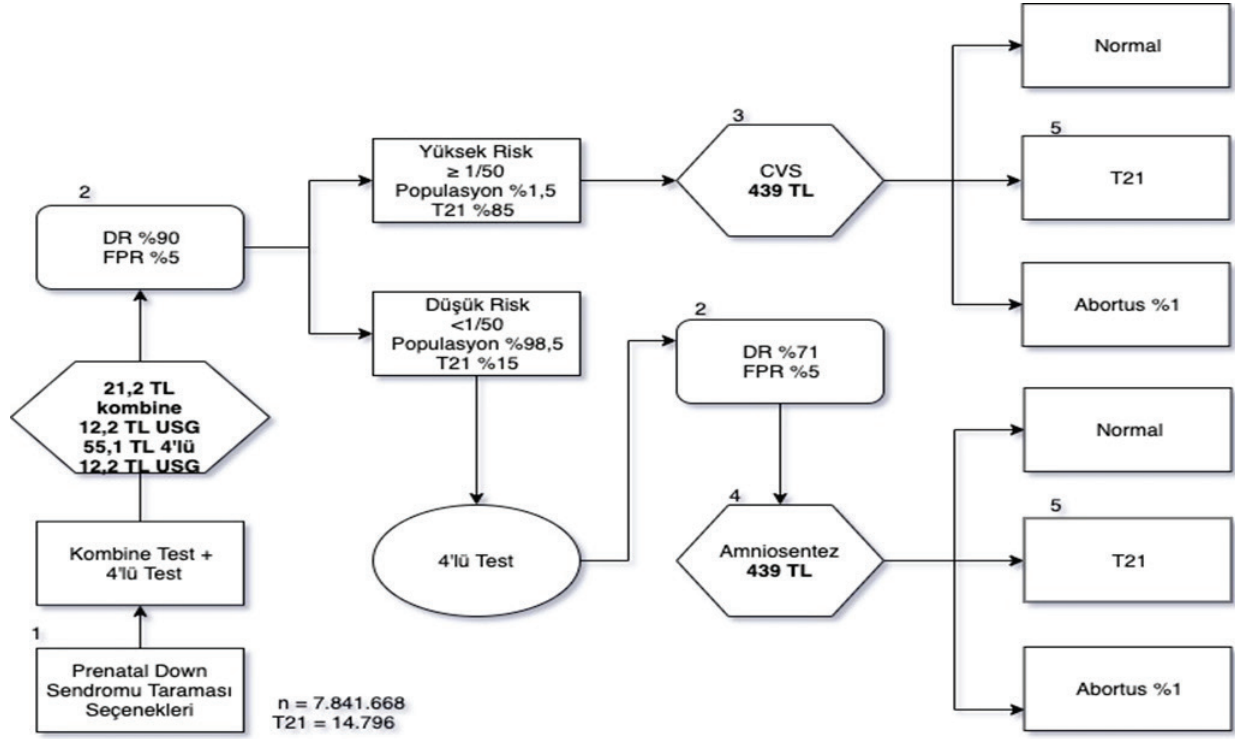 Normal
3
5
Yüksek Risk
≥ 1/50
Populasyon %1,5
T21 %85
CVS
439 TL
T21
2
DR %90
FPR %5
Abortus %1
Düşük Risk
<1/50
Populasyon %98,5
T21 %15
2
DR %71
FPR %5
21,2 TL
kombine
12,2 TL USG
55,1 TL 4'lü
12,2 TL USG
Normal
4
5
Kombine Test +
4'lü Test
4'lü Test
Amniosentez
439 TL
T21
1
Prenatal Down
Sendromu Taraması
Seçenekleri
n = 7.841.668
T21 = 14.796
Abortus %1